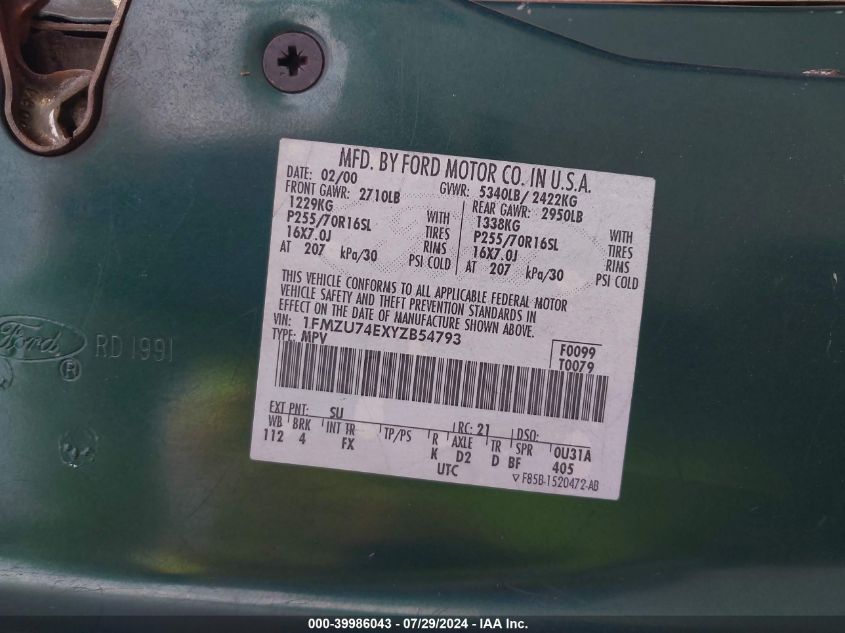 MFD. BY FORD MOTOR CO. IN U.S.A.
DATE: 02/00 GVWR: 5340LB/ 2422KG
FRONT GAWR: 2710LB REAR GAWR: 2950LB
1229KG WITH 1338KG WITH
P255/70R16SL TIRES P255/70R16SL TIRES
16X7.0J RIMS 16X7.0J RIMS
AT 207 kPa/30 PSI COLD AT 207 kPa/30 PSI COLD
THIS VEHICLE CONFORMS TO ALL APPLICABLE FEDERAL MOTOR
VEHICLE SAFETY AND THEFT PREVENTION STANDARDS IN
EFFECT ON THE DATE OF MANUFACTURE SHOWN ABOVE.
VIN: 1FMZU74EXYZB54793
TYPE: MPV
F0099
T0079
EXT PNT: SU RC: 21 DSO:
WB BRK INT TR TP/PS R AXLE TR SPR 0U31A
112 4 FX K D2 D BF 405
UTC
F85B-1520472-AB
Ford
R
RD 1991
000-39986043 - 07/29/2024 - IAA Inc.